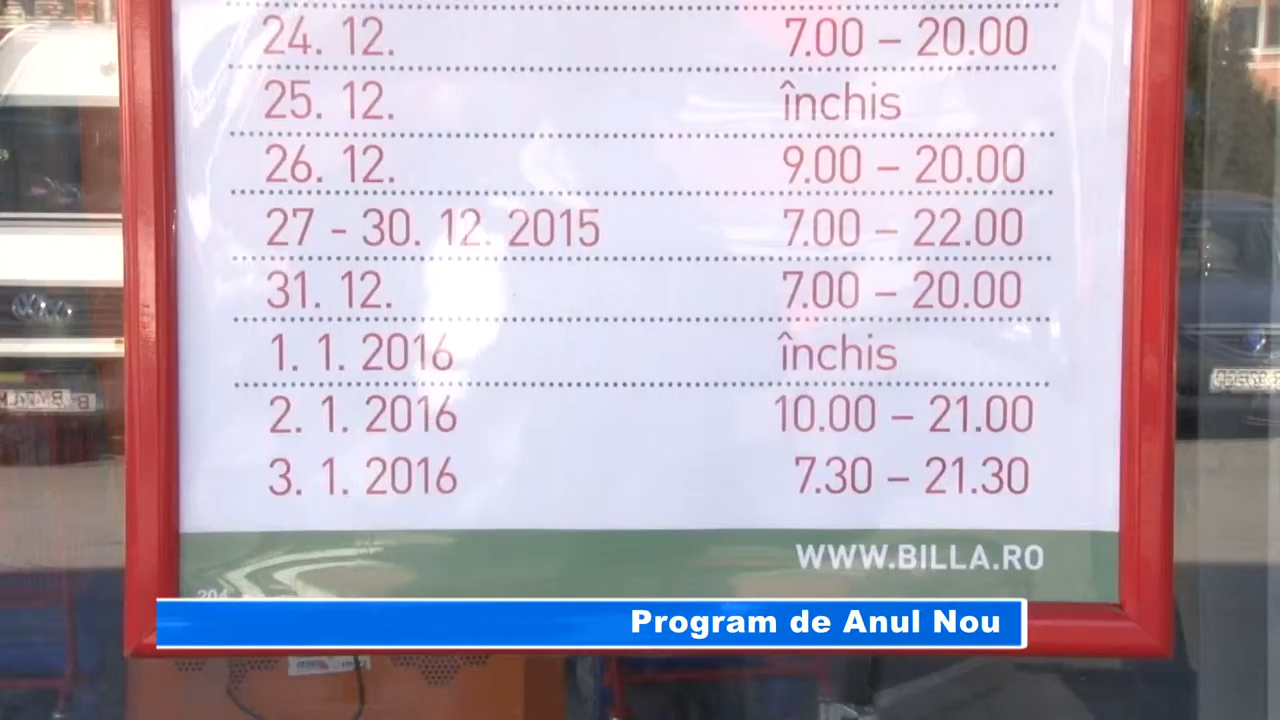 24. 12. 7.00 – 20.00
25. 12. închis
26. 12. 9.00 – 20.00
27 - 30. 12. 2015 7.00 – 22.00
31. 12. 7.00 – 20.00
1. 1. 2016 închis
2. 1. 2016 10.00 – 21.00
3. 1. 2016 7.30 – 21.30
WWW.BILLA.RO
Program de Anul Nou